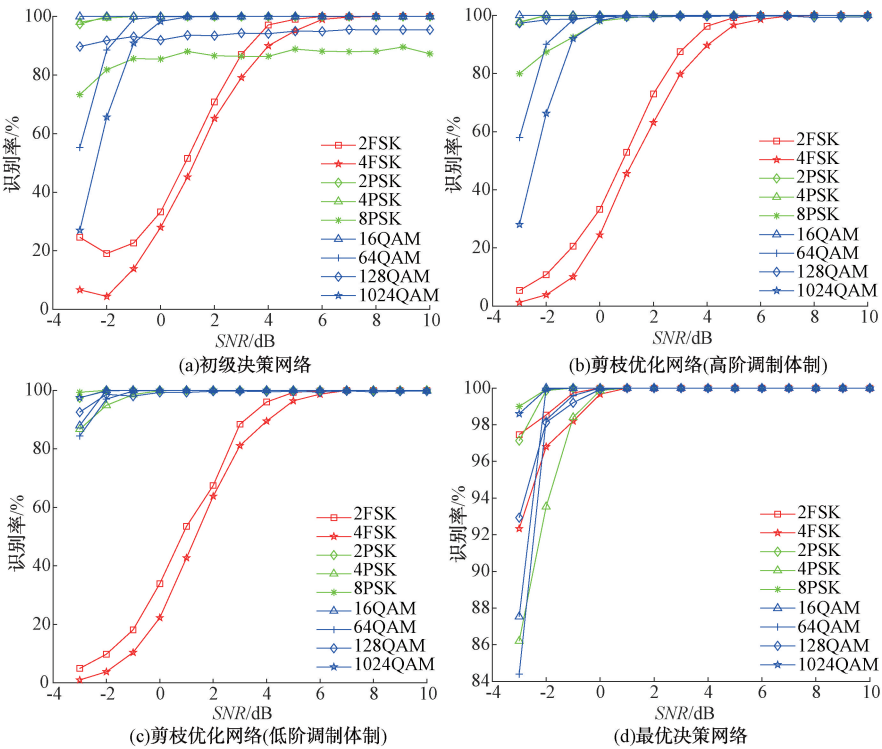 100
80
60
40
20
0
识别率/%
-4
-2
0
2
4
6
8
10
SNR/dB
2FSK
4FSK
2PSK
4PSK
8PSK
16QAM
64QAM
128QAM
1024QAM
(a)初级决策网络
100
80
60
40
20
0
识别率/%
-4
-2
0
2
4
6
8
10
SNR/dB
2FSK
4FSK
2PSK
4PSK
8PSK
16QAM
64QAM
128QAM
1024QAM
(b)剪枝优化网络(高阶调制体制)
100
80
60
40
20
0
识别率/%
-4
-2
0
2
4
6
8
10
SNR/dB
2FSK
4FSK
2PSK
4PSK
8PSK
16QAM
64QAM
128QAM
1024QAM
(c)剪枝优化网络(低阶调制体制)
100
98
96
94
92
90
88
86
84
识别率/%
-4
-2
0
2
4
6
8
10
SNR/dB
2FSK
4FSK
2PSK
4PSK
8PSK
16QAM
64QAM
128QAM
1024QAM
(d)最优决策网络